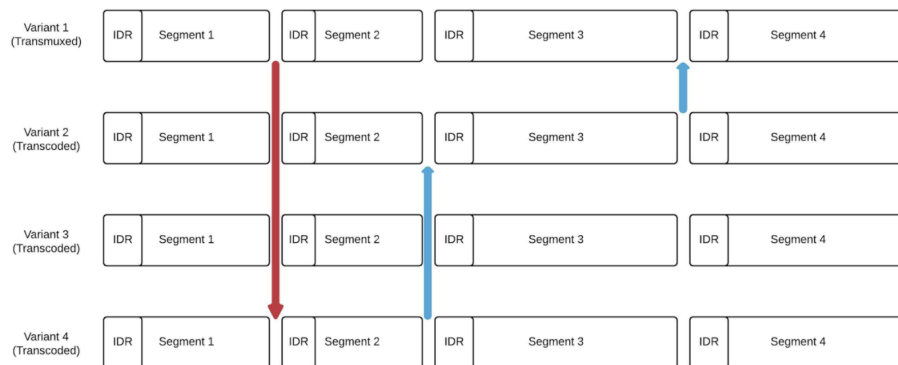 Variant 1
(Transmuxed)
IDR Segment 1 IDR Segment 2 IDR Segment 3 IDR Segment 4
Variant 2
(Transcoded)
IDR Segment 1 IDR Segment 2 IDR Segment 3 IDR Segment 4
Variant 3
(Transcoded)
IDR Segment 1 IDR Segment 2 IDR Segment 3 IDR Segment 4
Variant 4
(Transcoded)
IDR Segment 1 IDR Segment 2 IDR Segment 3 IDR Segment 4